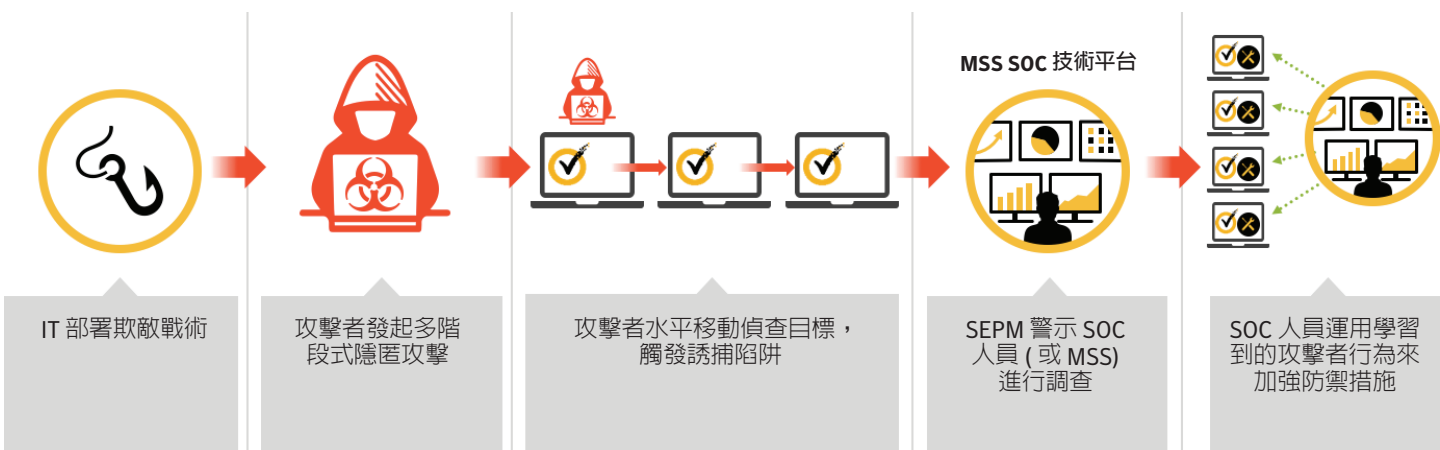 MSS SOC 技術平台
IT 部署欺敵戰術
攻擊者發起多階
段式隱匿攻擊
攻擊者水平移動偵查目標，
觸發誘捕陷阱
SEPM 警示 SOC
人員 ( 或 MSS)
進行調查
SOC 人員運用學習
到的攻擊者行為來
加強防禦措施